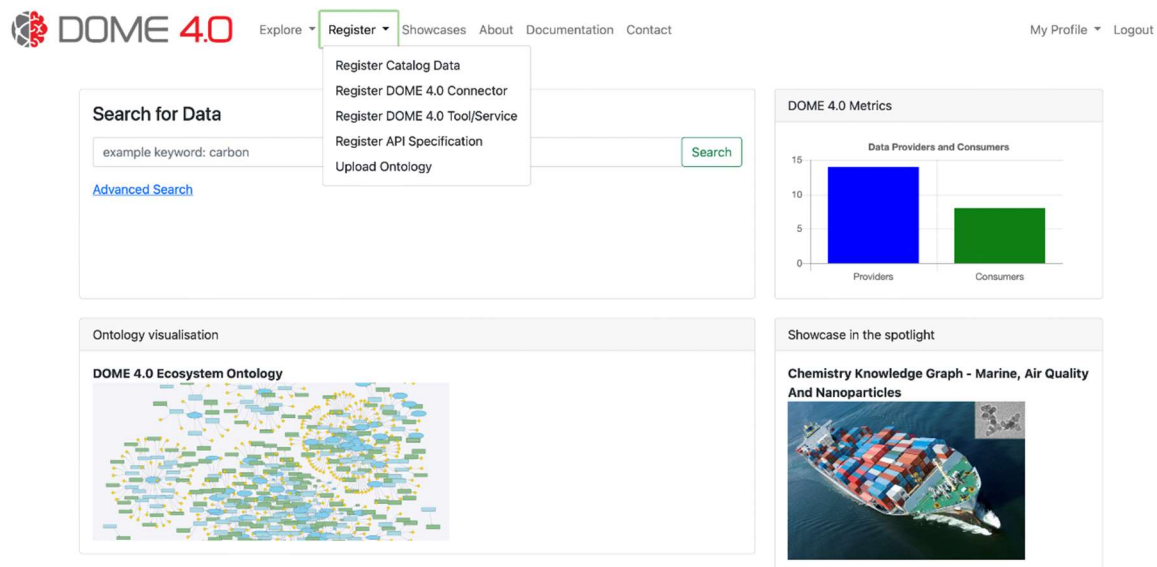 DOME 4.0
Explore Register Showcases About Documentation Contact My Profile Logout
Register Catalog Data
Register DOME 4.0 Connector
Register DOME 4.0 Tool/Service
Register API Specification
Upload Ontology
Search for Data
example keyword: carbon
Search
Advanced Search
DOME 4.0 Metrics
Data Providers and Consumers
15
10
5
0
Providers Consumers
Ontology visualisation
DOME 4.0 Ecosystem Ontology
Showcase in the spotlight
Chemistry Knowledge Graph - Marine, Air Quality
And Nanoparticles